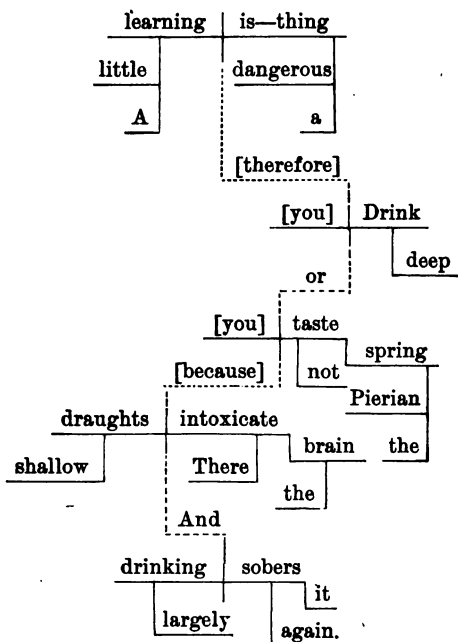 learning is—thing
little dangerous
A a
[therefore]
[you] Drink
deep
or
[you] taste
spring
[because] not
Pierian
draughts intoxicate
brain the
shallow There
the
And
drinking sobers
it
largely
again.